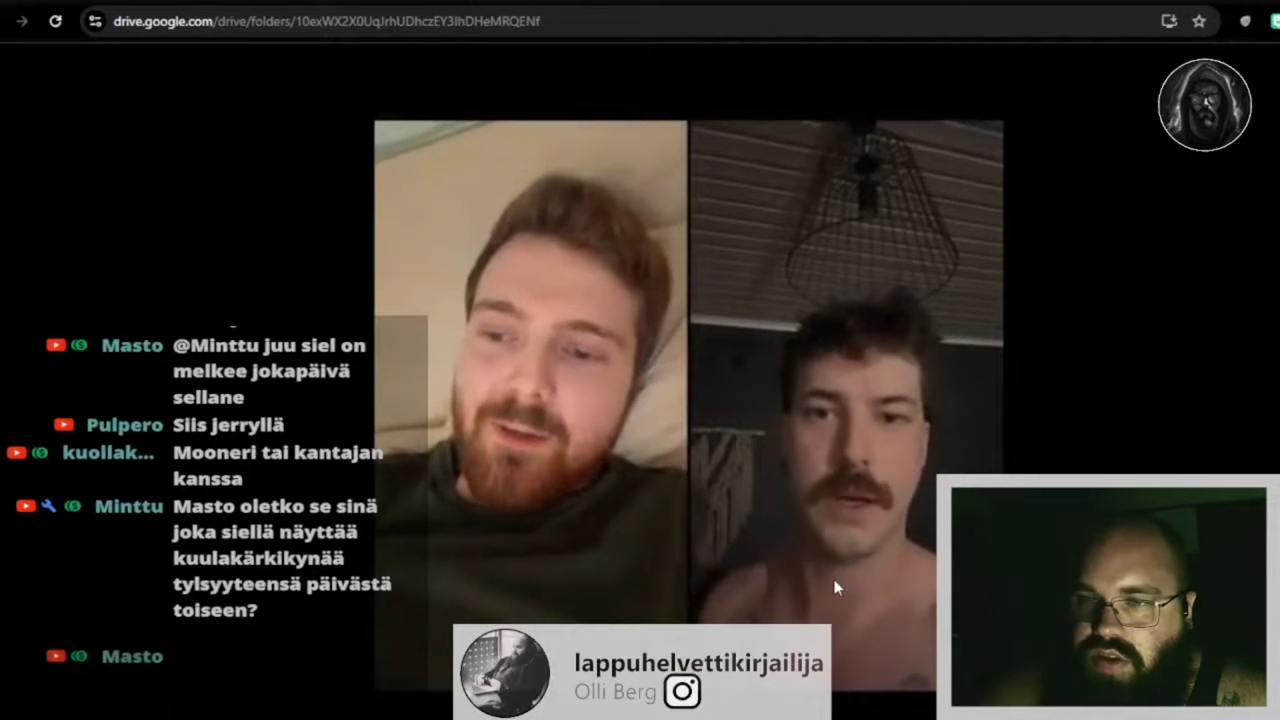 drive.google.com/drive/folders/10exWX2X0UqJrhUDhczEY3IhDHeMRQENf
Masto @Minttu juu siel on
melkee jokapäivä
sellane
Pulpero Siis jerryllä
kuollak... Mooneri tai kantajan
kanssa
Minttu Masto oletko se sinä
joka siellä näyttää
kuulakärkikynää
tylsyyteensä päivästä
toiseen?
Masto
lappuhelvettikirjailija
Olli Berg